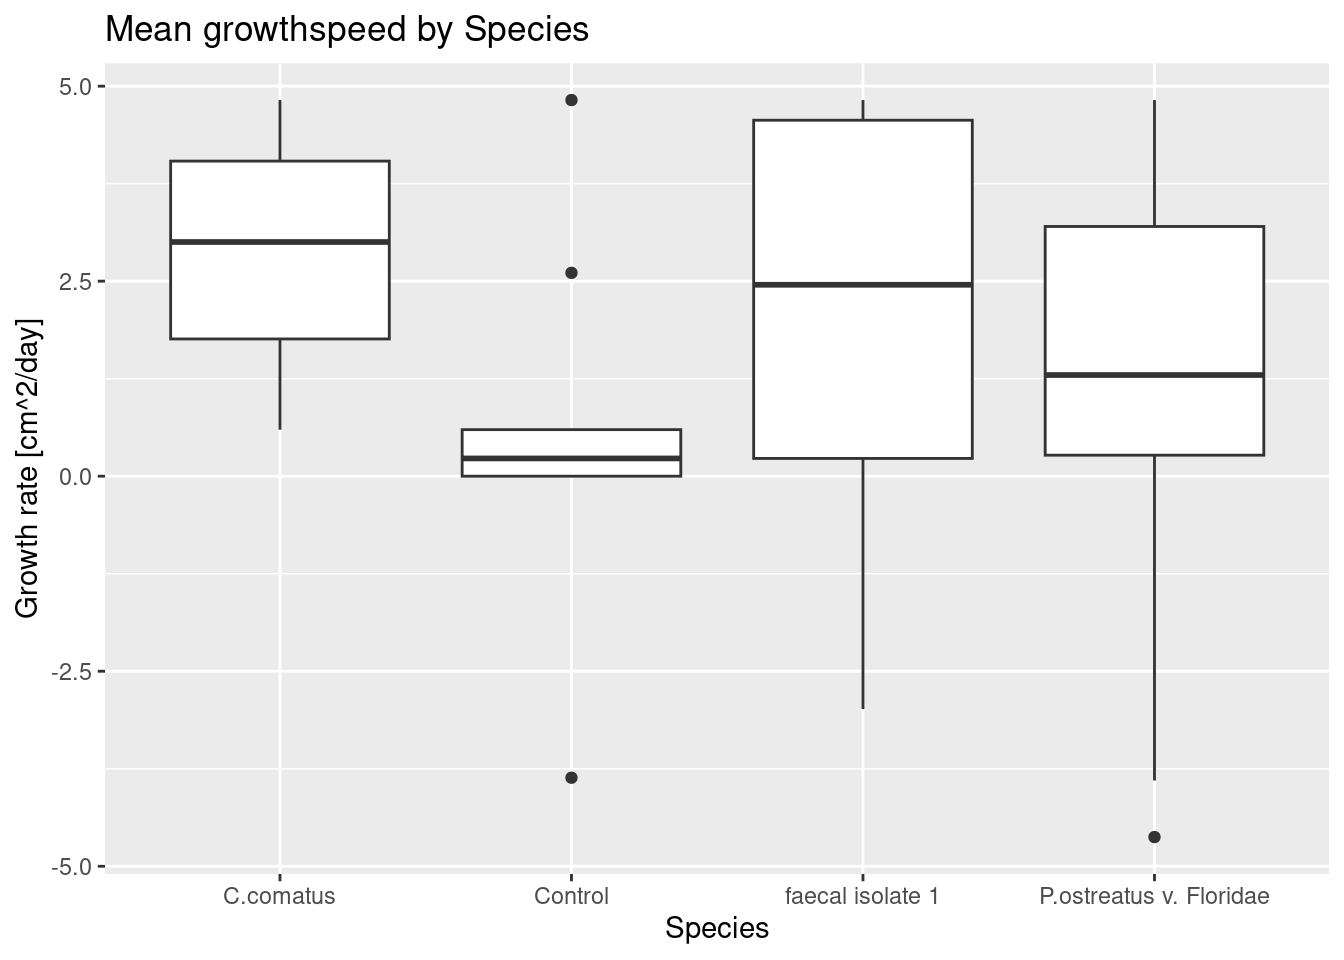 Mean growthspeed by Species
5.0
2.5
0.0
-2.5
-5.0
Growth rate [cm^2/day]
C.comatus
Control
faecal isolate 1
P.ostreatus v. Floridae
Species